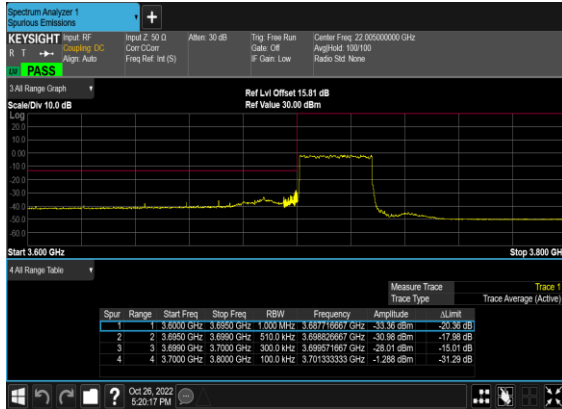 Spectrum Analyzer 1
Spurious Emissions
+
KEYSIGHT Input: RF Input Z: 50 Ω Atten: 30 dB Trig: Free Run Center Freq: 22.005000000 GHz
R T Coupling: DC Corr CCorr Gate: Off Avg|Hold: 100/100
Align: Auto Freq Ref: Int (S) IF Gain: Low Radio Std: None
PASS
3 All Range Graph Ref Lvl Offset 15.81 dB
Scale/Div 10.0 dB Ref Value 30.00 dBm
Log
20.0
10.0
0.00
-10.0
-20.0
-30.0
-40.0
-50.0
-60.0
Start 3.600 GHz Stop 3.800 GH
4 All Range Table
Measure Trace Trace 1
Trace Type Trace Average (Active)
Spur Range Start Freq Stop Freq RBW Frequency Amplitude ΔLimit
1 1 3.6000 GHz 3.6950 GHz 1.000 MHz 3.687716667 GHz -33.36 dBm -20.36 dB
2 2 3.6950 GHz 3.6990 GHz 510.0 kHz 3.698826667 GHz -30.98 dBm -17.98 dB
3 3 3.6990 GHz 3.7000 GHz 300.0 kHz 3.699571667 GHz -28.01 dBm -15.01 dB
4 4 3.7000 GHz 3.8000 GHz 100.0 kHz 3.701333333 GHz -1.288 dBm -31.29 dB
? Oct 26, 2022
5:20:17 PM